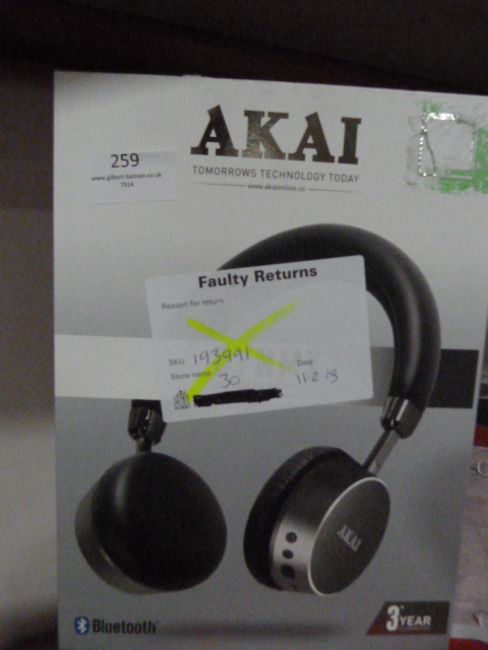 AKAI
TOMORROWS TECHNOLOGY TODAY
www.akaionline.co
259
www.gilbert-baitson.co.uk
7614
Faulty Returns
Reason for return
SKU 193991
Store name 30
Date
11-2-19
AKAI
Bluetooth
3 YEAR